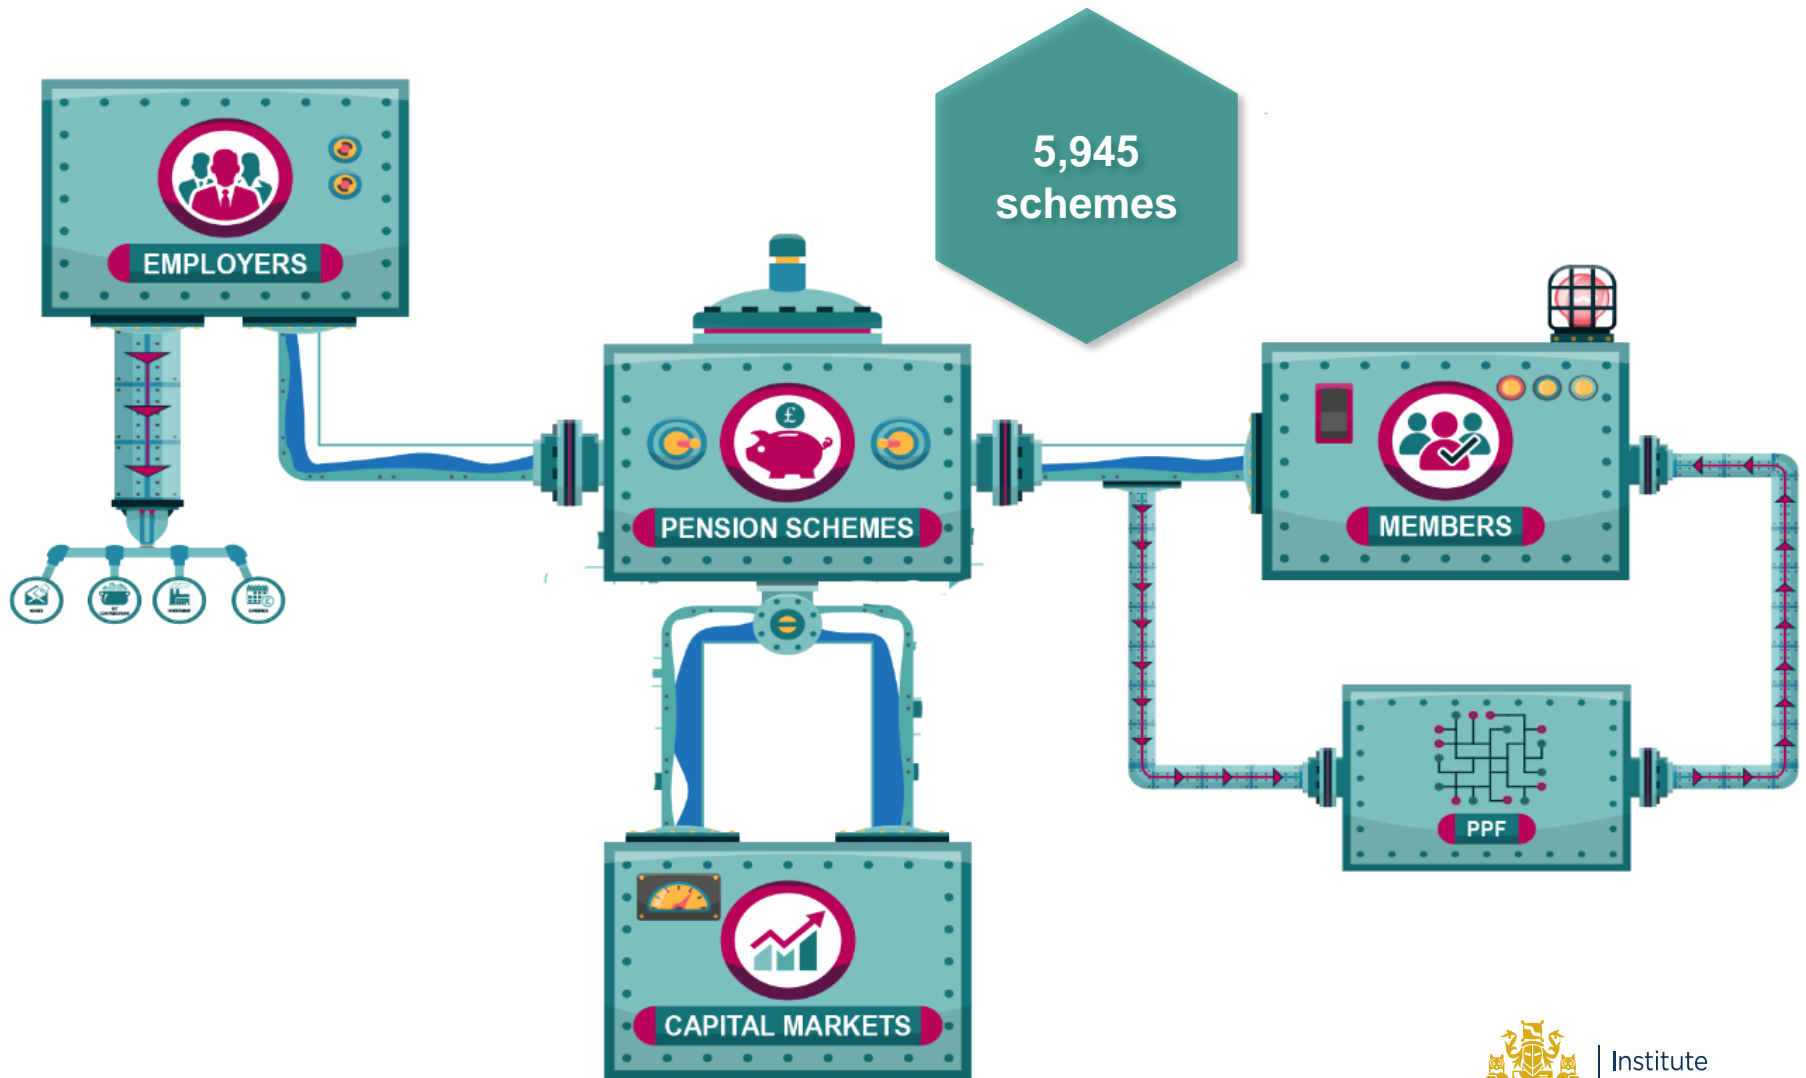 5,945
schemes
EMPLOYERS
£
PENSION SCHEMES
MEMBERS
PPF
CAPITAL MARKETS
Institute